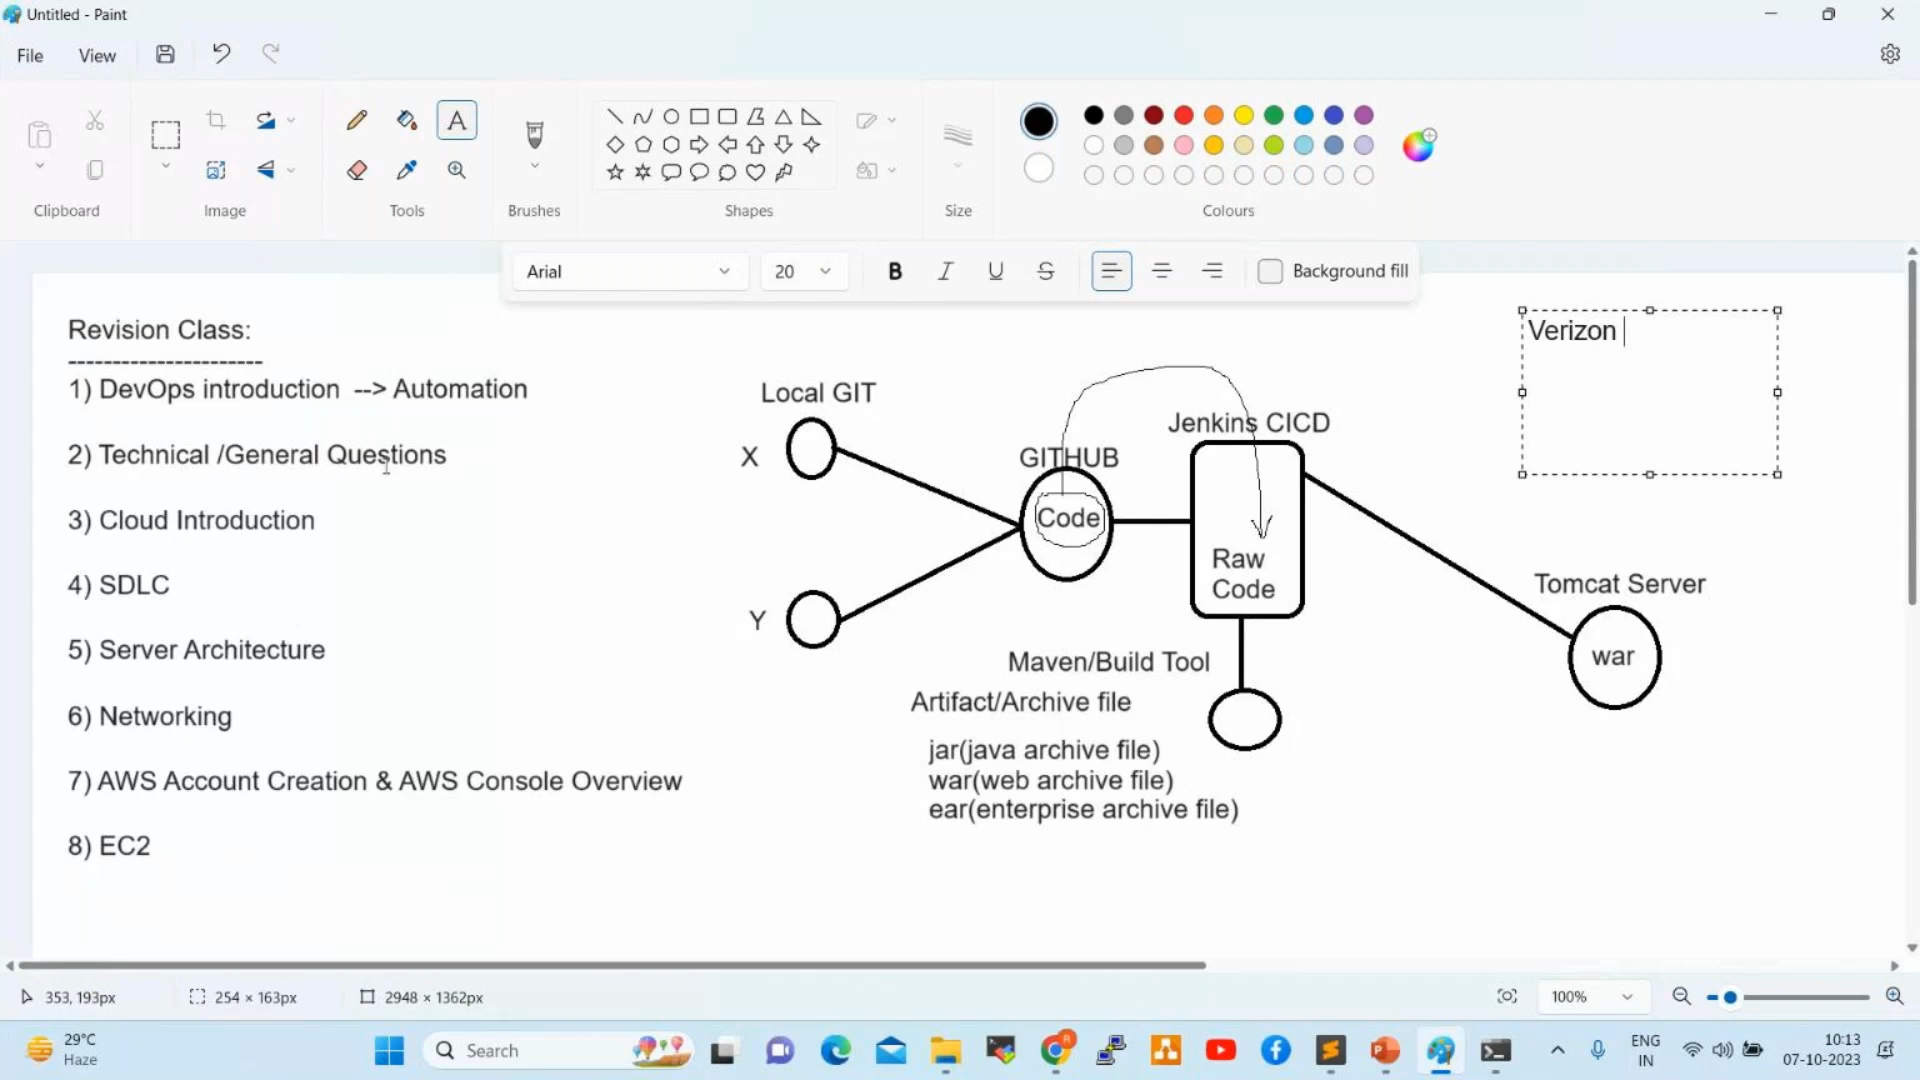 Untitled - Paint
File
View
Clipboard
Image
Tools
Brushes
Shapes
Size
Colours
Arial
20
B
I
U
S
Background fill
Revision Class:
----------------------
1) DevOps introduction --> Automation
2) Technical /General Questions
3) Cloud Introduction
4) SDLC
5) Server Architecture
6) Networking
7) AWS Account Creation & AWS Console Overview
8) EC2
Local GIT
X
Y
GITHUB
Code
Jenkins CICD
Raw
Code
Maven/Build Tool
Artifact/Archive file
jar(java archive file)
war(web archive file)
ear(enterprise archive file)
Verizon
Tomcat Server
war
353, 193px
254 × 163px
2948 × 1362px
100%
29°C
Haze
Search
ENG
IN
10:13
07-10-2023